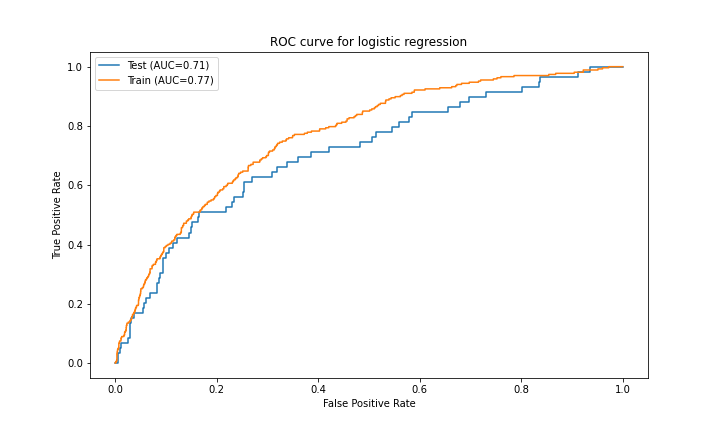 ROC curve for logistic regression
Test (AUC=0.71)
Train (AUC=0.77)
True Positive Rate
1.0
0.8
0.6
0.4
0.2
0.0
0.0 0.2 0.4 0.6 0.8 1.0
False Positive Rate